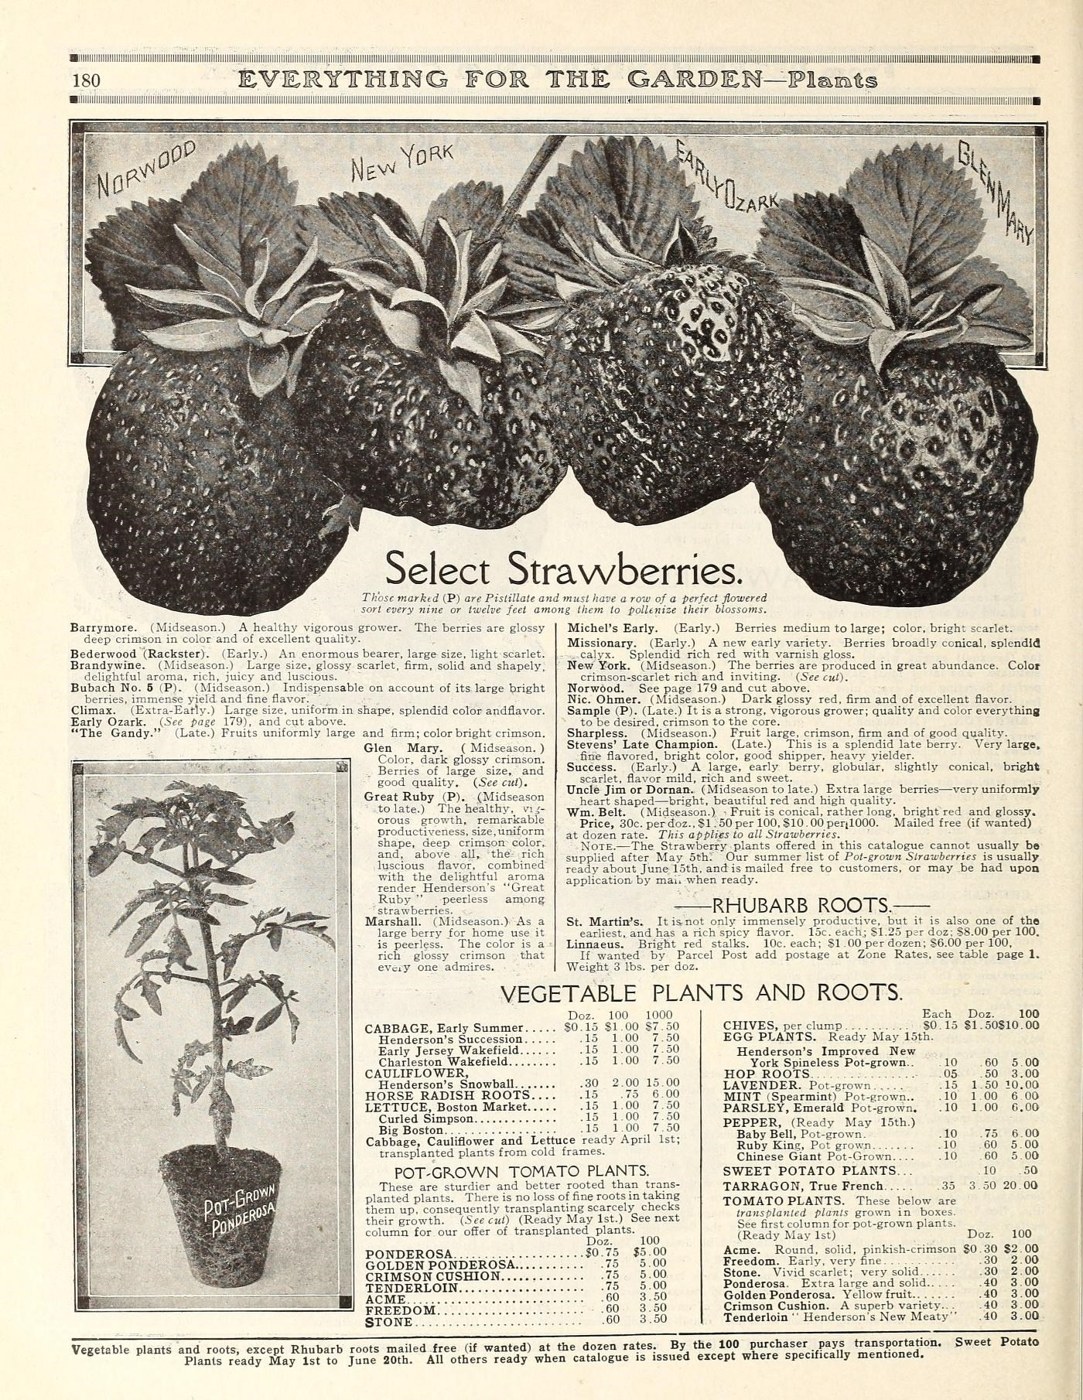 180
EVERYTHING FOR THE GARDEN—Plants
NORWOOD
NEW YORK
EARLY OZARK
GLEN MARY
Select Strawberries.
Those marked (P) are Pistillate and must have a row of a perfect flowered
sort every nine or twelve feet among them to pollenize their blossoms.
Barrymore. (Midseason.) A healthy vigorous grower. The berries are glossy
deep crimson in color and of excellent quality.
Bederwood (Rackster). (Early.) An enormous bearer, large size, light scarlet.
Brandywine. (Midseason.) Large size, glossy scarlet, firm, solid and shapely,
delightful aroma, rich, juicy and luscious.
Bubach No. 5 (P). (Midseason.) Indispensable on account of its large bright
berries, immense yield and fine flavor.
Climax. (Extra-Early.) Large size, uniform in shape, splendid color and flavor.
Early Ozark. (See page 179), and cut above.
"The Gandy." (Late.) Fruits uniformly large and firm; color bright crimson.
Glen Mary. (Midseason.)
Color, dark glossy crimson.
Berries of large size, and
good quality. (See cut).
Great Ruby (P). (Midseason
to late.) The healthy, vig-
orous growth, remarkable
productiveness, size, uniform
shape, deep crimson color,
and, above all, the rich
luscious flavor, combined
with the delightful aroma
render Henderson's "Great
Ruby" peerless among
strawberries.
Marshall. (Midseason.) As a
large berry for home use it
is peerless. The color is a
rich glossy crimson that
every one admires.
POT-GROWN
PONDEROSA
Michel's Early. (Early.) Berries medium to large; color, bright scarlet.
Missionary. (Early.) A new early variety. Berries broadly conical, splendid
calyx. Splendid rich red with varnish gloss.
New York. (Midseason.) The berries are produced in great abundance. Color
crimson-scarlet rich and inviting. (See cut).
Norwood. See page 179 and cut above.
Nic. Ohmer. (Midseason.) Dark glossy red, firm and of excellent flavor.
Sample (P). (Late.) It is a strong, vigorous grower; quality and color everything
to be desired, crimson to the core.
Sharpless. (Midseason.) Fruit large, crimson, firm and of good quality.
Stevens' Late Champion. (Late.) This is a splendid late berry. Very large,
fine flavored, bright color, good shipper, heavy yielder.
Success. (Early.) A large, early berry, globular, slightly conical, bright
scarlet, flavor mild, rich and sweet.
Uncle Jim or Dornan. (Midseason to late.) Extra large berries—very uniformly
heart shaped—bright, beautiful red and high quality.
Wm. Belt. (Midseason.) Fruit is conical, rather long, bright red and glossy.
Price, 30c. per doz., $1.50 per 100, $10.00 per 1000. Mailed free (if wanted)
at dozen rate. This applies to all Strawberries.
NOTE.—The Strawberry plants offered in this catalogue cannot usually be
supplied after May 5th. Our summer list of Pot-grown Strawberries is usually
ready about June 15th, and is mailed free to customers, or may be had upon
application by mail when ready.
RHUBARB ROOTS.
St. Martin's. It is not only immensely productive, but it is also one of the
earliest, and has a rich spicy flavor. 15c. each; $1.25 per doz; $8.00 per 100.
Linnaeus. Bright red stalks. 10c. each; $1.00 per dozen; $6.00 per 100.
If wanted by Parcel Post add postage at Zone Rates, see table page 1.
Weight 3 lbs. per doz.
VEGETABLE PLANTS AND ROOTS.
Doz. 100 1000
CABBAGE, Early Summer..... $0.15 $1.00 $7.50
Henderson's Succession..... .15 1.00 7.50
Early Jersey Wakefield...... .15 1.00 7.50
Charleston Wakefield........ .15 1.00 7.50
CAULIFLOWER,
Henderson's Snowball....... .30 2.00 15.00
HORSE RADISH ROOTS.... .15 .75 6.00
LETTUCE, Boston Market..... .15 1.00 7.50
Curled Simpson............ .15 1.00 7.50
Big Boston................ .15 1.00 7.50
Cabbage, Cauliflower and Lettuce ready April 1st;
transplanted plants from cold frames.
POT-GROWN TOMATO PLANTS.
These are sturdier and better rooted than trans-
planted plants. There is no loss of fine roots in taking
them up, consequently transplanting scarcely checks
their growth. (See cut) (Ready May 1st.) See next
column for our offer of transplanted plants.
Doz. 100
PONDEROSA.................. $0.75 $5.00
GOLDEN PONDEROSA.......... .75 5.00
CRIMSON CUSHION............ .75 5.00
TENDERLOIN.................. .75 5.00
ACME........................ .60 3.50
FREEDOM..................... .60 3.50
STONE....................... .60 3.50
Each Doz. 100
CHIVES, per clump.......... $0.15 $1.50 $10.00
EGG PLANTS. Ready May 15th.
Henderson's Improved New
York Spineless Pot-grown.. .10 .60 5.00
HOP ROOTS................ .05 .50 3.00
LAVENDER. Pot-grown..... .15 1.50 10.00
MINT (Spearmint) Pot-grown.. .10 1.00 6.00
PARSLEY, Emerald Pot-grown. .10 1.00 6.00
PEPPER, (Ready May 15th.)
Baby Bell, Pot-grown........ .10 .75 6.00
Ruby King, Pot grown....... .10 .60 5.00
Chinese Giant Pot-Grown.... .10 .60 5.00
SWEET POTATO PLANTS... .10 .50
TARRAGON, True French..... .35 3.50 20.00
TOMATO PLANTS. These below are
transplanted plants grown in boxes.
See first column for pot-grown plants.
(Ready May 1st) Doz. 100
Acme. Round, solid, pinkish-crimson $0.30 $2.00
Freedom. Early, very fine.......... .30 2.00
Stone. Vivid scarlet; very solid...... .30 2.00
Ponderosa. Extra large and solid..... .40 3.00
Golden Ponderosa. Yellow fruit....... .40 3.00
Crimson Cushion. A superb variety... .40 3.00
Tenderloin "Henderson's New Meaty" .40 3.00
Vegetable plants and roots, except Rhubarb roots mailed free (if wanted) at the dozen rates. By the 100 purchaser pays transportation. Sweet Potato
Plants ready May 1st to June 20th. All others ready when catalogue is issued except where specifically mentioned.